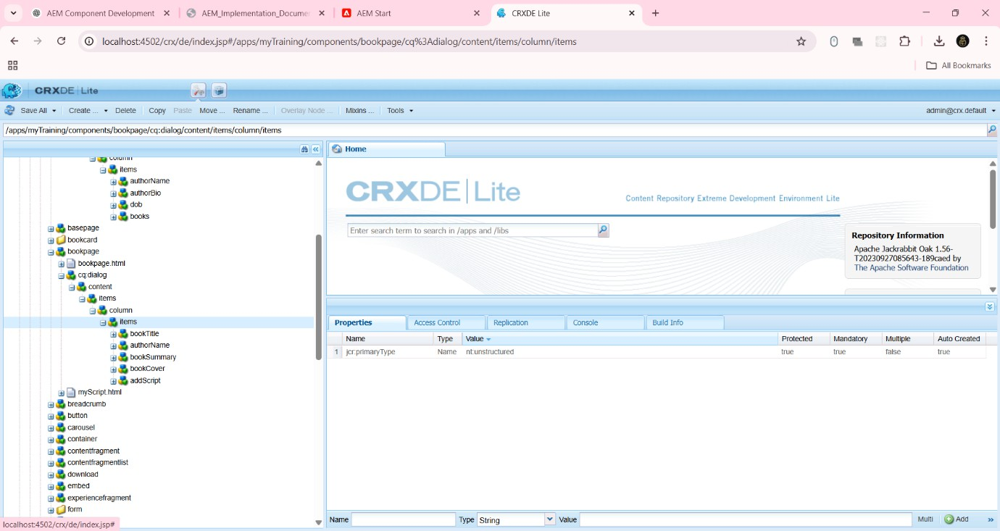 AEM Component Development
AEM_Implementation_Documen
AEM Start
CRXDE Lite
localhost:4502/crx/de/index.jsp#/apps/myTraining/components/bookpage/cq%3Adialog/content/items/column/items
All Bookmarks
CRXDE | Lite
Save All Create ... Delete Copy Paste Move ... Rename ... Overlay Node ... Mixins ... Tools admin@crx.default
/apps/myTraining/components/bookpage/cq:dialog/content/items/column/items
column
items
authorName
authorBio
dob
books
basepage
bookcard
bookpage
bookpage.html
cq:dialog
content
items
column
items
bookTitle
authorName
bookSummary
bookCover
addScript
myScript.html
breadcrumb
button
carousel
container
contentfragment
contentfragmentlist
download
embed
experiencefragment
form
localhost:4502/crx/de/index.jsp#
Home
CRXDE | Lite
Content Repository Extreme Development Environment Lite
Enter search term to search in /apps and /libs
Repository Information
Apache Jackrabbit Oak 1.56-
T20230927085643-189caed by
The Apache Software Foundation
Properties Access Control Replication Console Build Info
Name Type Value Protected Mandatory Multiple Auto Created
1 jcr:primaryType Name nt:unstructured true true false true
Name Type String Value Multi Add »